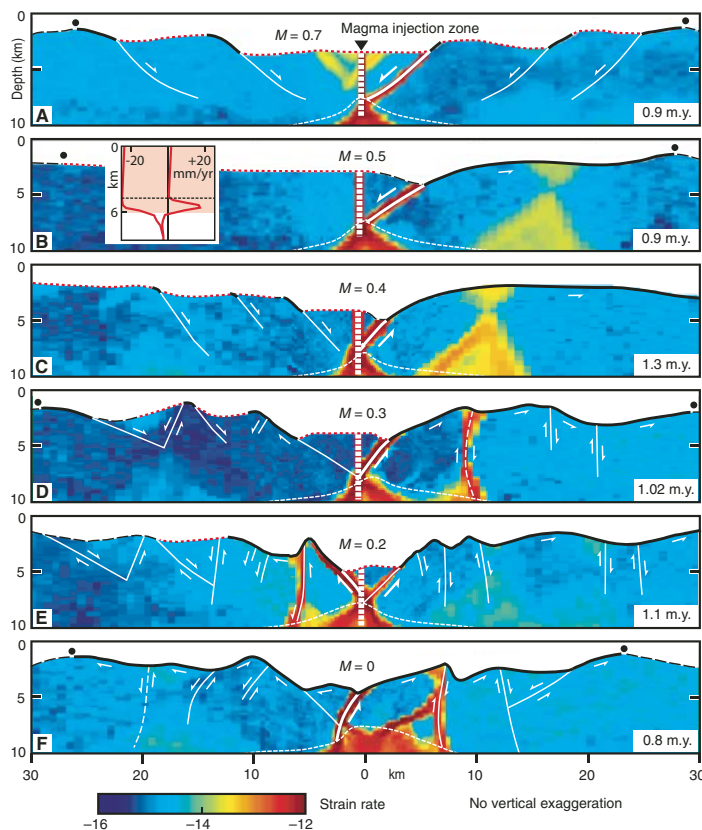 0
M = 0.7
Magma injection zone
Depth (km)
5
10
A
0.9 m.y.
0
-20
0
+20
mm/yr
km
6
M = 0.5
5
10
B
0.9 m.y.
0
M = 0.4
5
10
C
1.3 m.y.
0
M = 0.3
5
10
D
1.02 m.y.
0
M = 0.2
5
10
E
1.1 m.y.
0
M = 0
5
10
F
0.8 m.y.
30 20 10 0 km 10 20 30
Strain rate
No vertical exaggeration
–16 –14 –12